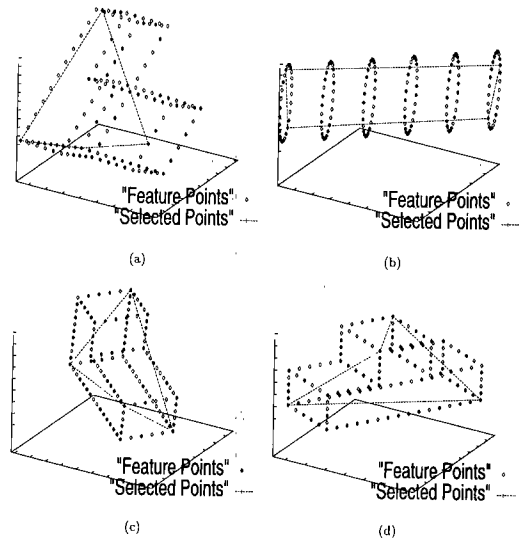 "Feature Points"
"Selected Points"
(a)
"Feature Points"
"Selected Points"
(b)
"Feature Points"
"Selected Points"
(c)
"Feature Points"
"Selected Points"
(d)